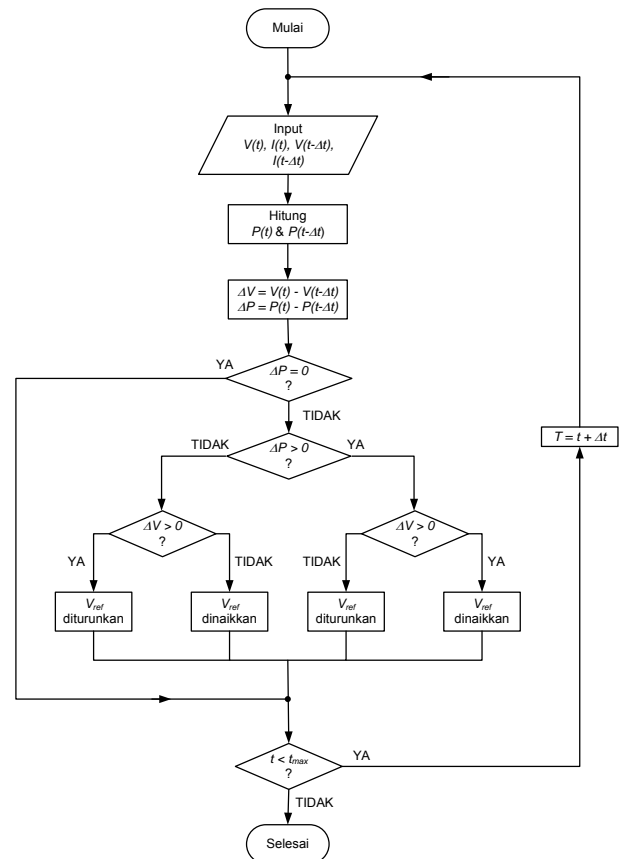 Mulai
Input
V(t), I(t), V(t-Δt),
I(t-Δt)
Hitung
P(t) & P(t-Δt)
ΔV = V(t) - V(t-Δt)
ΔP = P(t) - P(t-Δt)
YA
ΔP = 0
?
TIDAK
T = t + Δt
TIDAK
ΔP > 0
?
YA
ΔV > 0
?
ΔV > 0
?
YA
TIDAK
TIDAK
YA
Vref
diturunkan
Vref
dinaikkan
Vref
diturunkan
Vref
dinaikkan
t < tmax
?
YA
TIDAK
Selesai